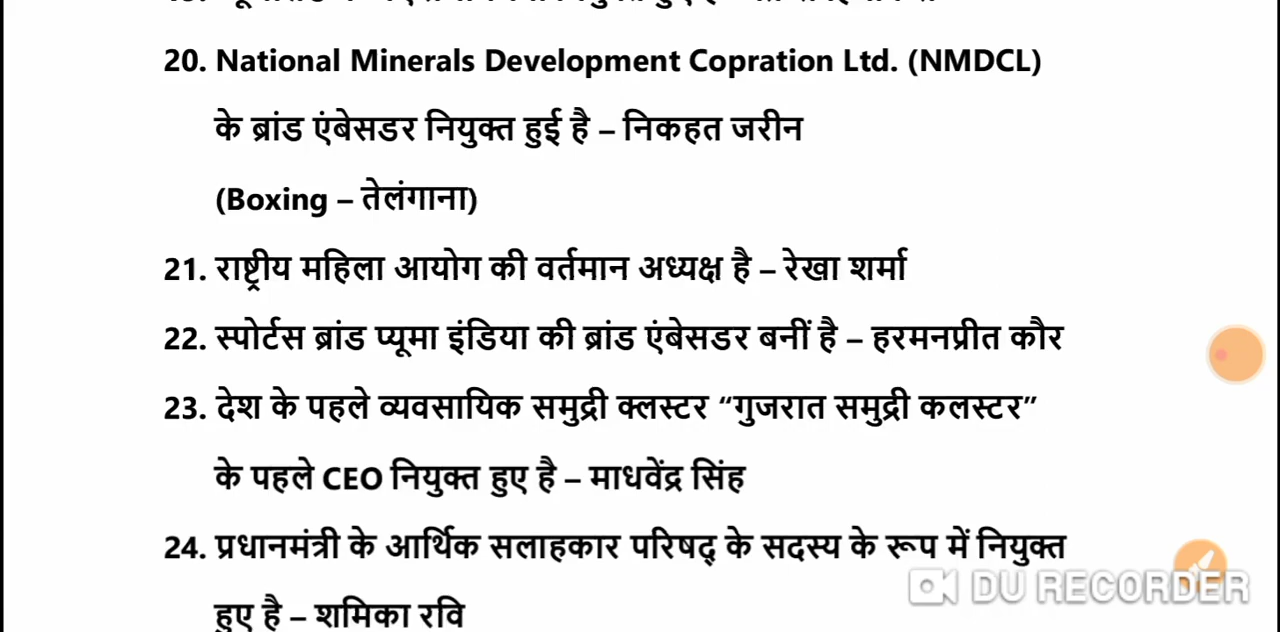 20. National Minerals Development Copration Ltd. (NMDCL)
के ब्रांड एंबेसडर नियुक्त हुई है – निकहत जरीन
(Boxing – तेलंगाना)
21. राष्ट्रीय महिला आयोग की वर्तमान अध्यक्ष है – रेखा शर्मा
22. स्पोर्टस ब्रांड प्यूमा इंडिया की ब्रांड एंबेसडर बनीं है – हरमनप्रीत कौर
23. देश के पहले व्यवसायिक समुद्री क्लस्टर “गुजरात समुद्री कलस्टर”
के पहले CEO नियुक्त हुए है – माधवेंद्र सिंह
24. प्रधानमंत्री के आर्थिक सलाहकार परिषद् के सदस्य के रूप में नियुक्त
हुए है – शमिका रवि
DU RECORDER